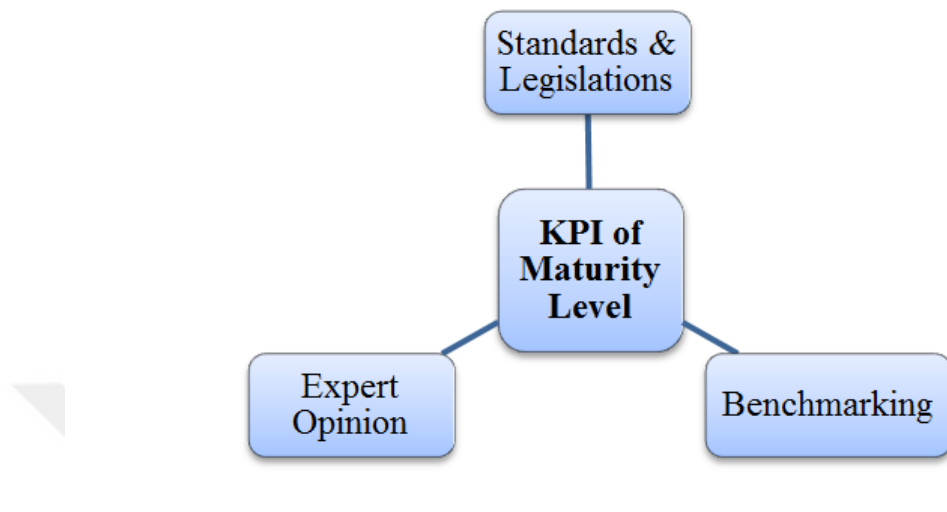 Standards &
Legislations
KPI of
Maturity
Level
Expert
Opinion
Benchmarking